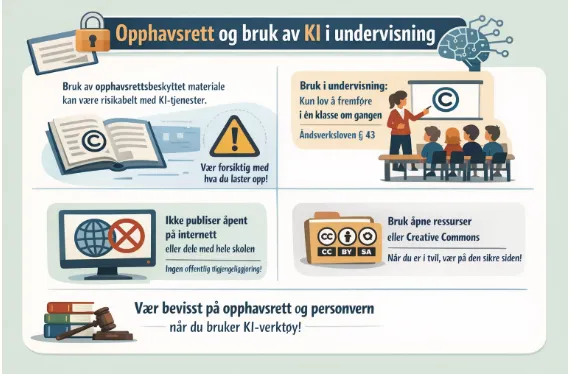 Opphavsrett og bruk av KI i undervisning
Bruk av opphavsrettsbeskyttet materiale
kan være risikabelt med KI-tjenester.
©
Vær forsiktig med
hva du laster opp!
Bruk i undervisning:
Kun lov å fremføre
i én klasse om gangen
Åndsverksloven § 43
©
Ikke publiser åpent
på internett
eller dele med hele skolen
Ingen offentlig tigjengeligjøring!
CC BY SA
Bruk åpne ressurser
eller Creative Commons
Når du er i tvil, vær på den sikre siden!
Vær bevisst på opphavsrett og personvern
når du bruker KI-verktøy!